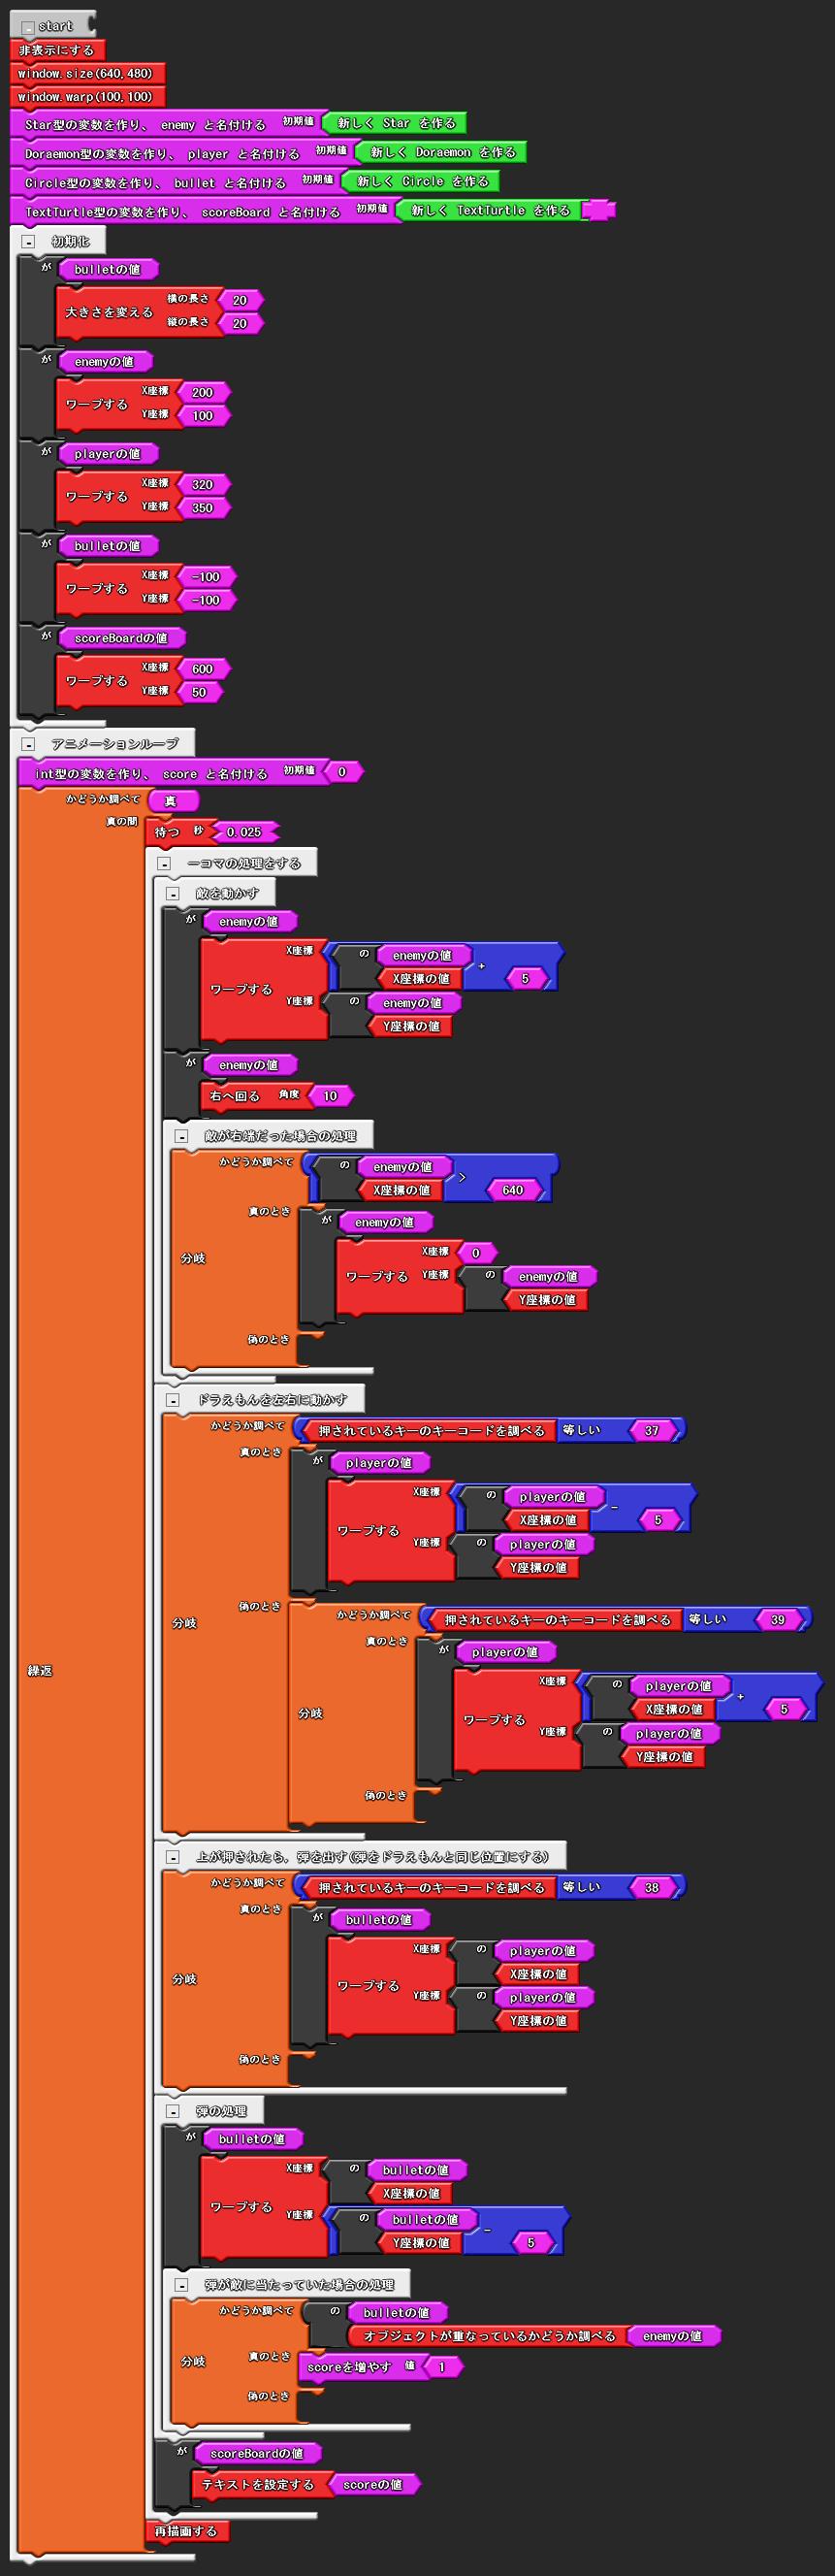 start
非表示にする
window.size(640,480)
window.warp(100,100)
Star型の変数を作り、 enemy と名付ける 初期値 新しく Star を作る
Doraemon型の変数を作り、 player と名付ける 初期値 新しく Doraemon を作る
Circle型の変数を作り、 bullet と名付ける 初期値 新しく Circle を作る
TextTurtle型の変数を作り、 scoreBoard と名付ける 初期値 新しく TextTurtle を作る
- 初期化
が bulletの値
大きさを変える 横の長さ 20
縦の長さ 20
が enemyの値
ワープする X座標 200
Y座標 100
が playerの値
ワープする X座標 320
Y座標 350
が bulletの値
ワープする X座標 -100
Y座標 -100
が scoreBoardの値
ワープする X座標 600
Y座標 50
- アニメーションループ
int型の変数を作り、 score と名付ける 初期値 0
繰返 かどうか調べて 真
真の間 待つ 秒 0.025
- 一コマの処理をする
- 敵を動かす
が enemyの値
ワープする X座標 の enemyの値 X座標の値 + 5
Y座標 の enemyの値 Y座標の値
が enemyの値
右へ回る 角度 10
- 敵が右端だった場合の処理
分岐 かどうか調べて の enemyの値 X座標の値 > 640
真のとき が enemyの値
ワープする X座標 0
Y座標 の enemyの値 Y座標の値
偽のとき
- ドラえもんを左右に動かす
分岐 かどうか調べて 押されているキーのキーコードを調べる 等しい 37
真のとき が playerの値
ワープする X座標 の playerの値 X座標の値 - 5
Y座標 の playerの値 Y座標の値
偽のとき 分岐 かどうか調べて 押されているキーのキーコードを調べる 等しい 39
真のとき が playerの値
ワープする X座標 の playerの値 X座標の値 + 5
Y座標 の playerの値 Y座標の値
偽のとき
- 上が押されたら，弾を出す(弾をドラえもんと同じ位置にする)
分岐 かどうか調べて 押されているキーのキーコードを調べる 等しい 38
真のとき が bulletの値
ワープする X座標 の playerの値 X座標の値
Y座標 の playerの値 Y座標の値
偽のとき
- 弾の処理
が bulletの値
ワープする X座標 の bulletの値 X座標の値
Y座標 の bulletの値 Y座標の値 - 5
- 弾が敵に当たっていた場合の処理
分岐 かどうか調べて の bulletの値 オブジェクトが重なっているかどうか調べる enemyの値
真のとき scoreを増やす 値 1
偽のとき
が scoreBoardの値
テキストを設定する scoreの値
再描画する